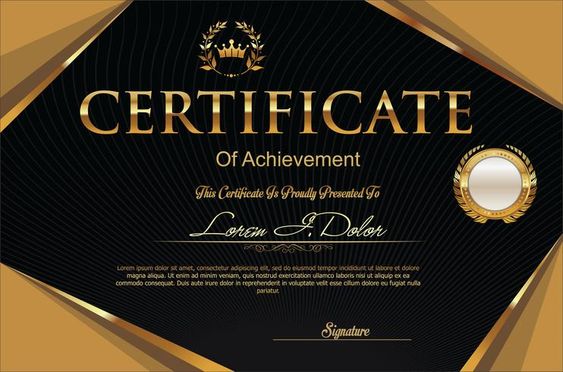 CERTIFICATE
Of Achievement
This Certificate Is Proudly Presented To
Lorem I. Dolor
Lorem ipsum dolor sit amet, consectetur adipiscing elit, sed do eiusmod tempor incididunt ut labore et
dolore magna aliqua. Ut enim ad minim veniam, quis nostrud exercitation ullamco laboris nisi ut aliquip ex ea
commodo consequat. Duis aute irure dolor in reprehenderit in voluptate velit esse cillum dolore eu fugiat nulla
pariatur.
Signature